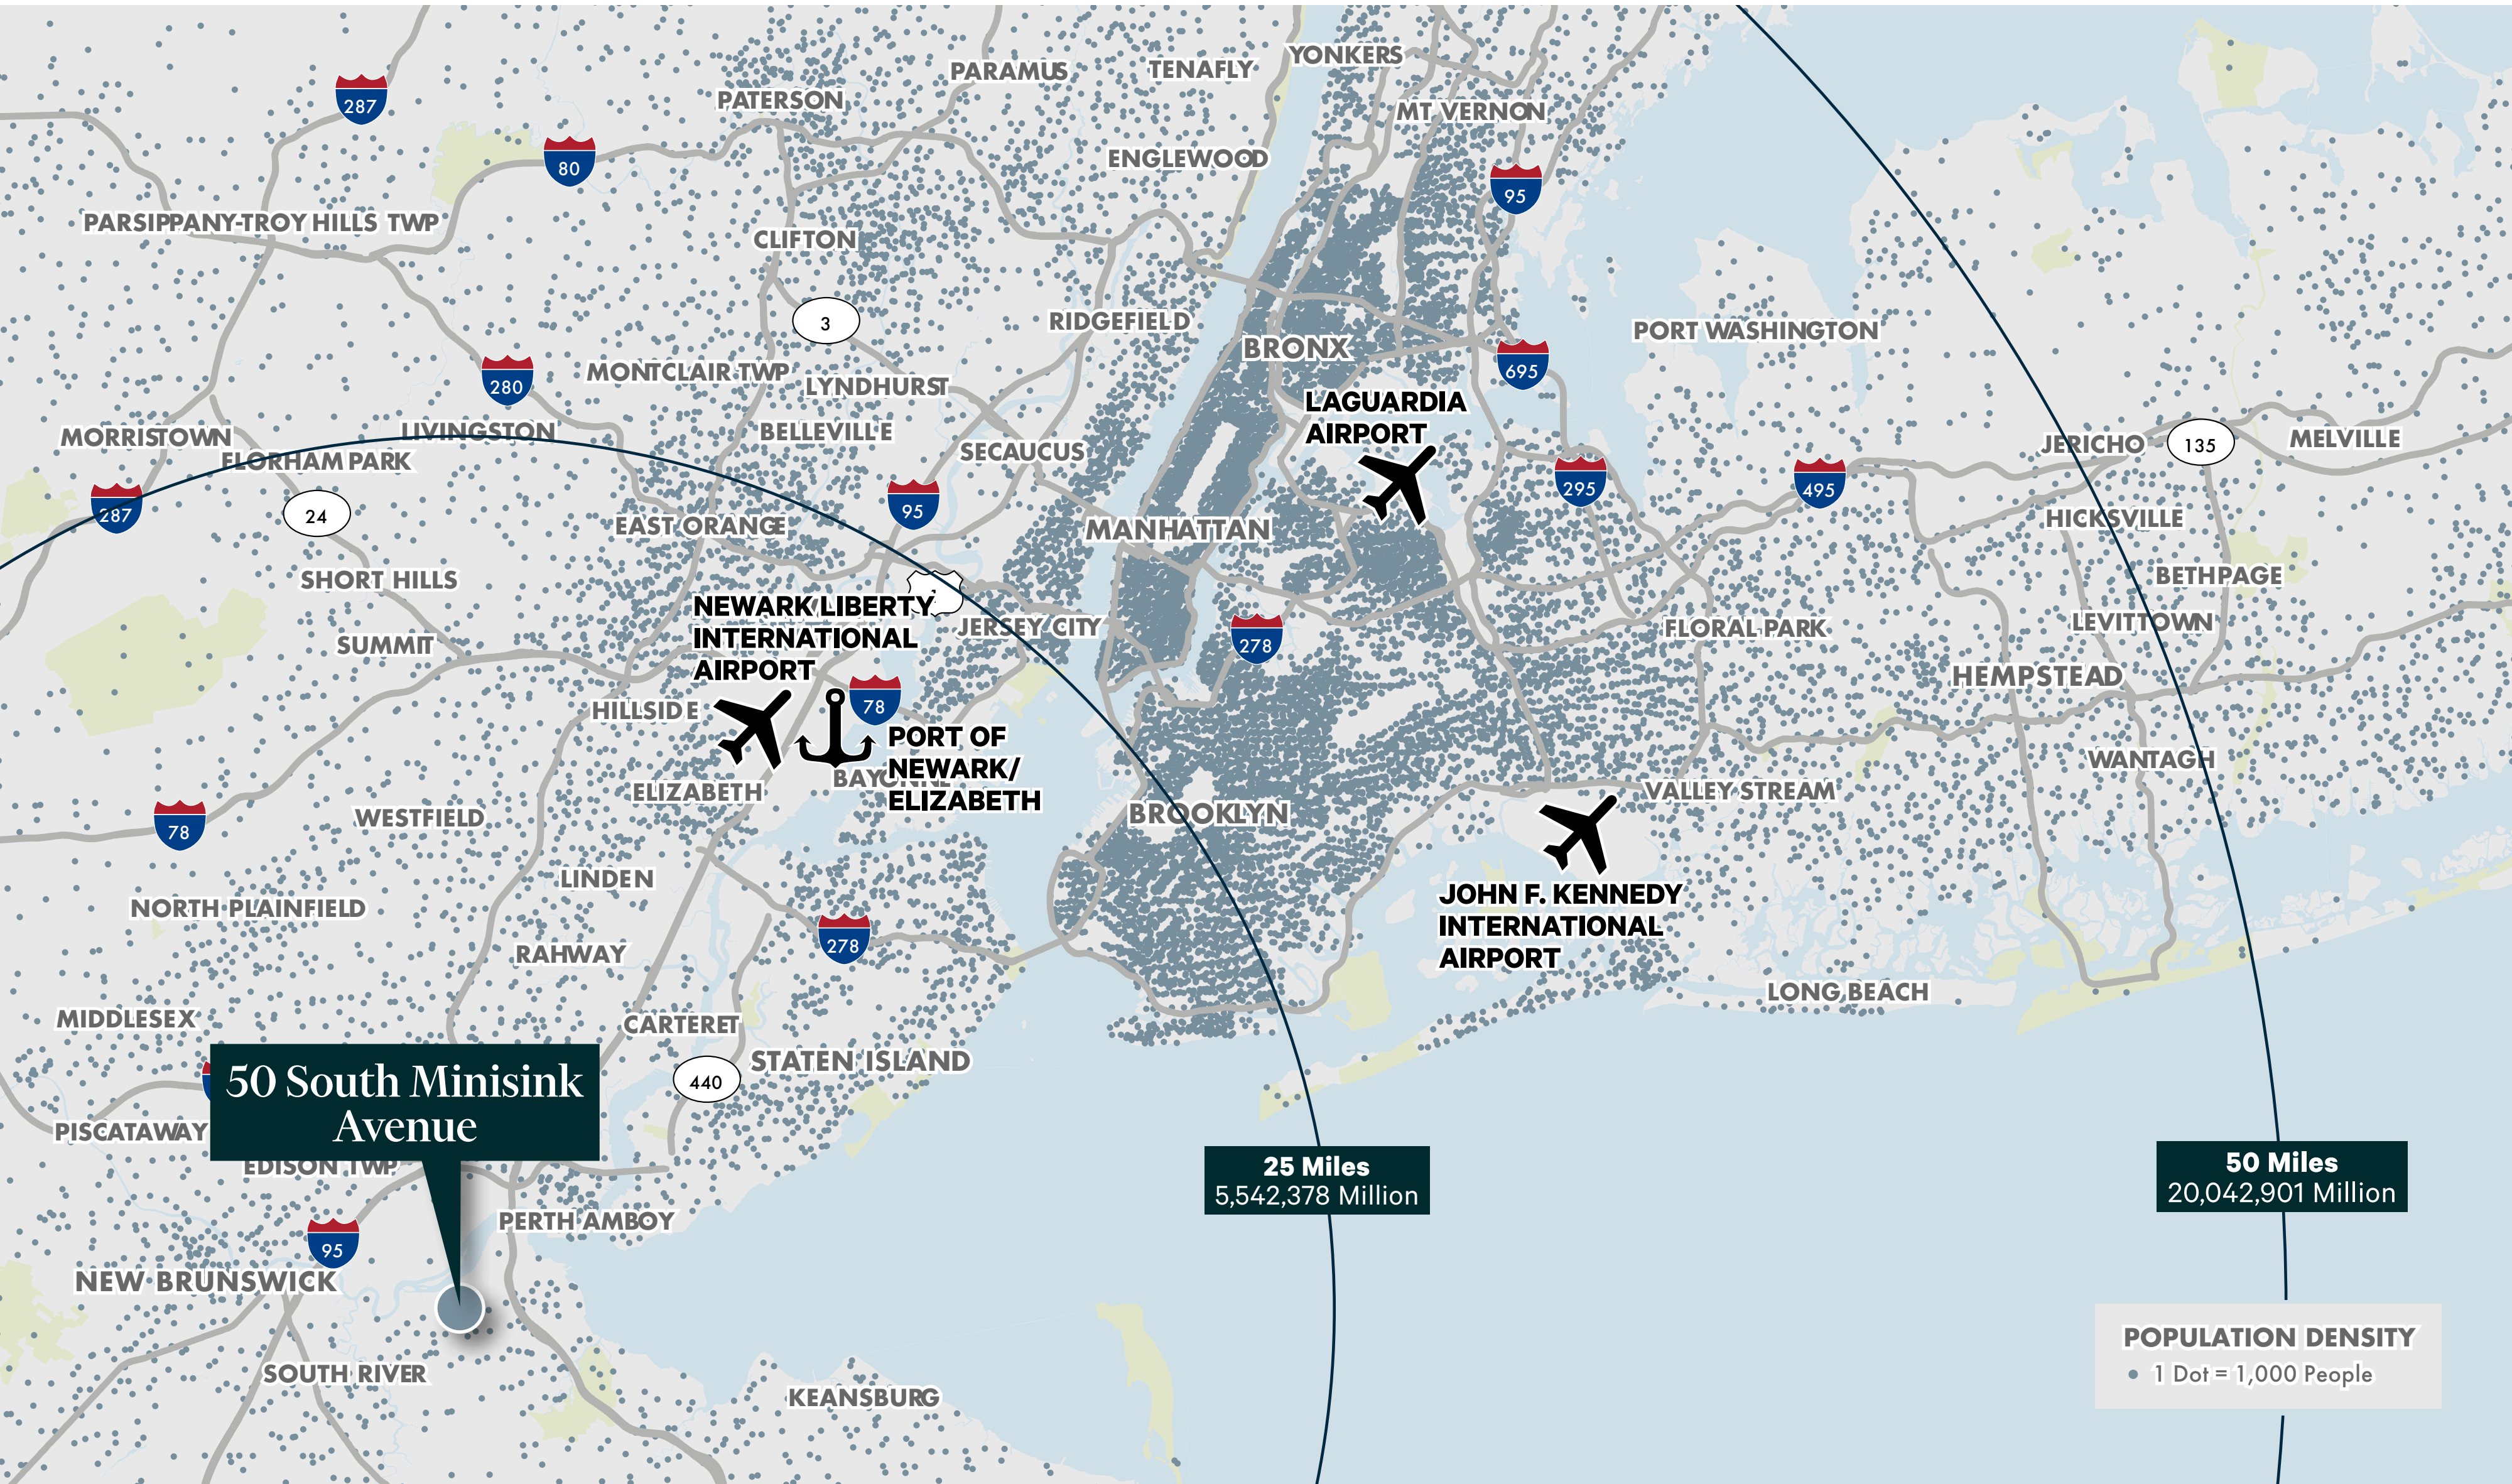 YONKERS
PARAMUS
TENAFLY
287
PATERSON
MT VERNON
80
ENGLEWOOD
95
PARSIPPANY-TROY HILLS TWP
CLIFTON
3
RIDGEFIELD
PORT WASHINGTON
BRONX
695
280
MONTCLAIR TWP
LYNDHURST
LAGUARDIA
AIRPORT
MORRISTOWN
LIVINGSTON
BELLEVILLE
JERICHO
135
MELVILLE
FLORHAM PARK
SECAUCUS
287
24
95
295
495
EAST ORANGE
MANHATTAN
HICKSVILLE
SHORT HILLS
BETHPAGE
NEWARK LIBERTY
INTERNATIONAL
AIRPORT
JERSEY CITY
278
FLORAL PARK
LEVITTOWN
SUMMIT
HEMPSTEAD
HILLSIDE
78
PORT OF
NEWARK/
ELIZABETH
WANTAGH
BAYONNE
ELIZABETH
VALLEY STREAM
78
WESTFIELD
BROOKLYN
LINDEN
JOHN F. KENNEDY
INTERNATIONAL
AIRPORT
NORTH PLAINFIELD
278
RAHWAY
LONG BEACH
MIDDLESEX
CARTERET
STATEN ISLAND
440
50 South Minisink
Avenue
PISCATAWAY
EDISON TWP
25 Miles
5,542,378 Million
50 Miles
20,042,901 Million
PERTH AMBOY
95
NEW BRUNSWICK
POPULATION DENSITY
1 Dot = 1,000 People
SOUTH RIVER
KEANSBURG